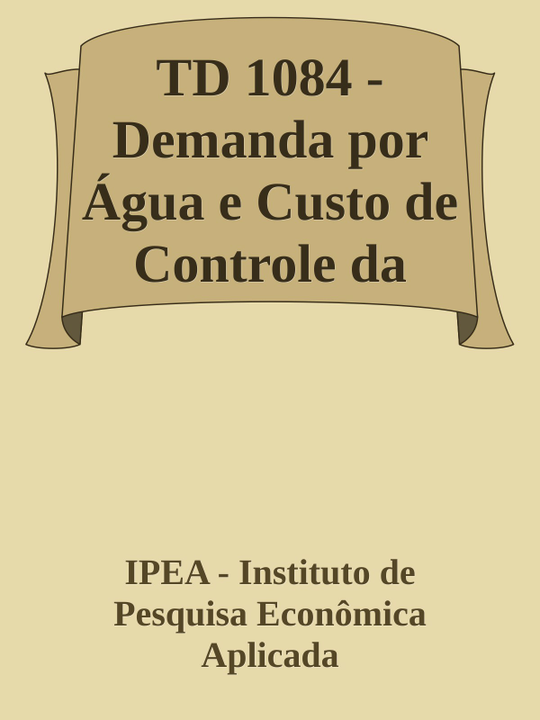 TD 1084 -
Demanda por
Água e Custo de
Controle da
IPEA - Instituto de
Pesquisa Econômica
Aplicada